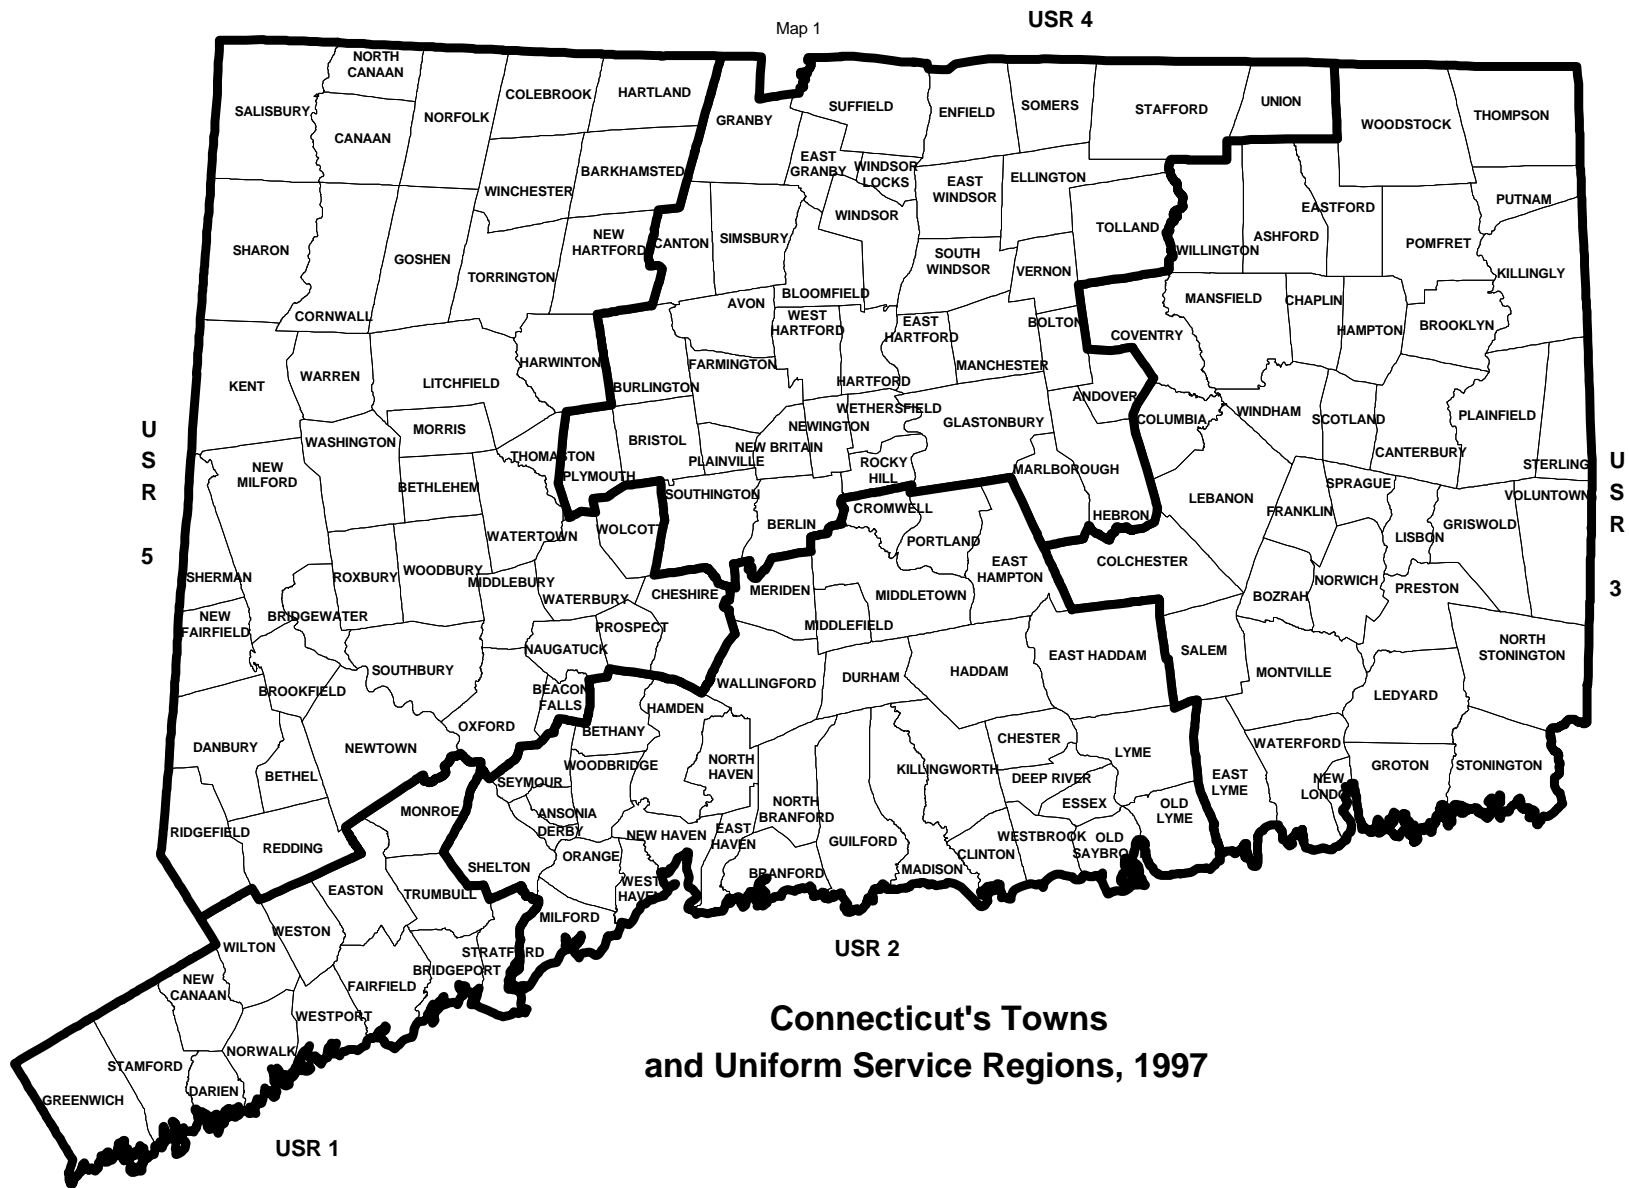 Map 1
USR 4
NORTH
CANAAN
SALISBURY
CANAAN
NORFOLK
COLEBROOK
HARTLAND
GRANBY
SUFFIELD
ENFIELD
SOMERS
STAFFORD
UNION
WOODSTOCK
THOMPSON
WINCHESTER
BARKHAMSTED
EAST
GRANBY
WINDSOR
LOCKS
EAST
WINDSOR
ELLINGTON
WINDSOR
TOLLAND
WILLINGTON
ASHFORD
EASTFORD
POMFRET
PUTNAM
KILLINGLY
SHARON
CORNWALL
GOSHEN
TORRINGTON
NEW
HARTFORD
CANTON
SIMSBURY
SOUTH
WINDSOR
VERNON
BLOOMFIELD
AVON
WEST
HARTFORD
EAST
HARTFORD
MANCHESTER
BOLTON
COVENTRY
MANSFIELD
CHAPLIN
HAMPTON
BROOKLYN
KENT
WARREN
LITCHFIELD
HARWINTON
BURLINGTON
FARMINGTON
HARTFORD
WETHERSFIELD
NEWINGTON
GLASTONBURY
ANDOVER
COLUMBIA
WINDHAM
SCOTLAND
CANTERBURY
PLAINFIELD
STERLING
U
S
R
5
WASHINGTON
MORRIS
NEW
MILFORD
BETHLEHEM
THOMASTON
PLYMOUTH
BRISTOL
PLAINVILLE
NEW BRITAIN
ROCKY
HILL
MARLBOROUGH
HEBRON
LEBANON
FRANKLIN
SPRAGUE
LISBON
GRISWOLD
VOLUNTOWN
U
S
R
3
SOUTHINGTON
BERLIN
CROMWELL
PORTLAND
EAST
HAMPTON
COLCHESTER
WATERTOWN
WOLCOTT
SHERMAN
ROXBURY
WOODBURY
MIDDLEBURY
WATERBURY
CHESHIRE
MERIDEN
MIDDLETOWN
MIDDLEFIELD
BOZRAH
NORWICH
PRESTON
NEW
FAIRFIELD
BRIDGEWATER
SOUTHBURY
NAUGATUCK
PROSPECT
WALLINGFORD
DURHAM
HADDAM
EAST HADDAM
SALEM
MONTVILLE
LEDYARD
NORTH
STONINGTON
BROOKFIELD
BEACON
FALLS
OXFORD
BETHANY
HAMDEN
DANBURY
BETHEL
NEWTOWN
SEYMOUR
WOODBRIDGE
NORTH
HAVEN
KILLINGWORTH
CHESTER
DEEP RIVER
ESSEX
LYME
OLD
LYME
EAST
LYME
WATERFORD
NEW
LONDO
GROTON
STONINGTON
RIDGEFIELD
REDDING
MONROE
ANSONIA
DERBY
SHELTON
ORANGE
NEW HAVEN
WEST
HAVEN
EAST
HAVEN
NORTH
BRANFORD
BRANFORD
GUILFORD
MADISON
CLINTON
WESTBROOK
OLD
SAYBRO
EASTON
TRUMBULL
MILFORD
WILTON
WESTON
STRATFORD
BRIDGEPORT
FAIRFIELD
NEW
CANAAN
WESTPORT
NORWALK
STAMFORD
DARIEN
GREENWICH
USR 2
USR 1
Connecticut's Towns
and Uniform Service Regions, 1997